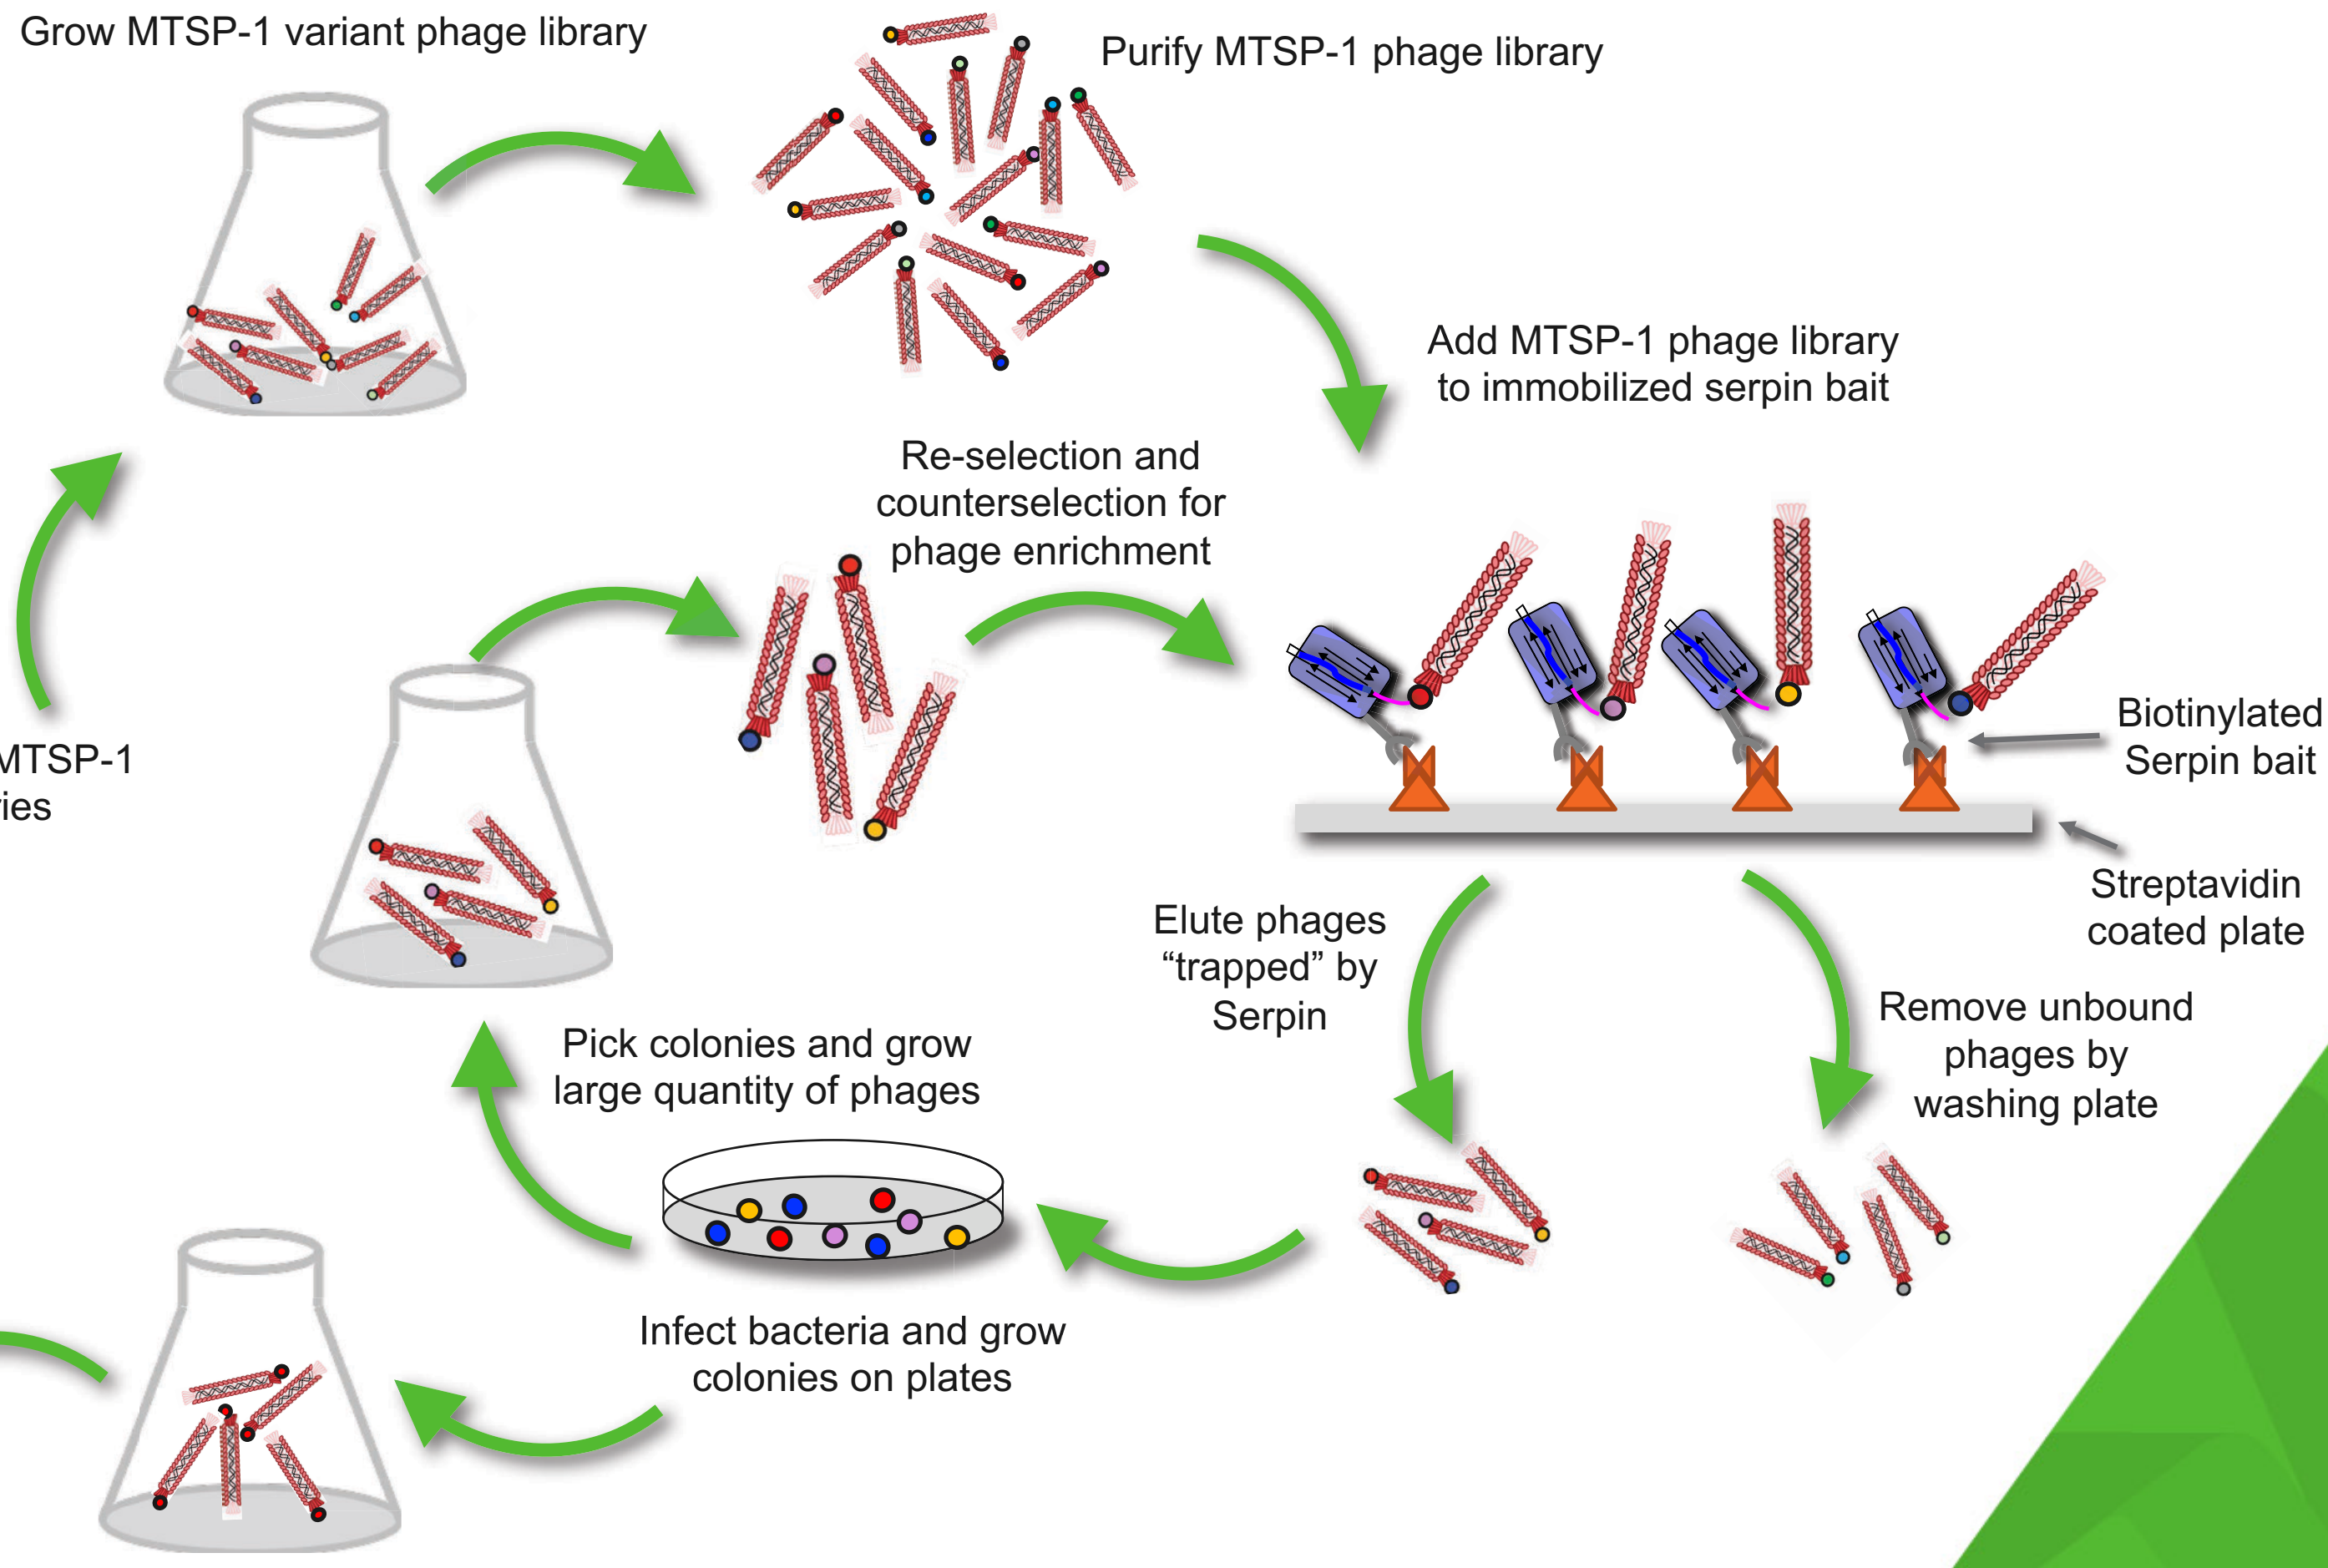 Grow MTSP-1 variant phage library
Purify MTSP-1 phage library
Add MTSP-1 phage library
to immobilized serpin bait
Re-selection and
counterselection for
phage enrichment
MTSP-1
ries
Biotinylated
Serpin bait
Streptavidin
coated plate
Elute phages
“trapped” by
Serpin
Remove unbound
phages by
washing plate
Pick colonies and grow
large quantity of phages
Infect bacteria and grow
colonies on plates